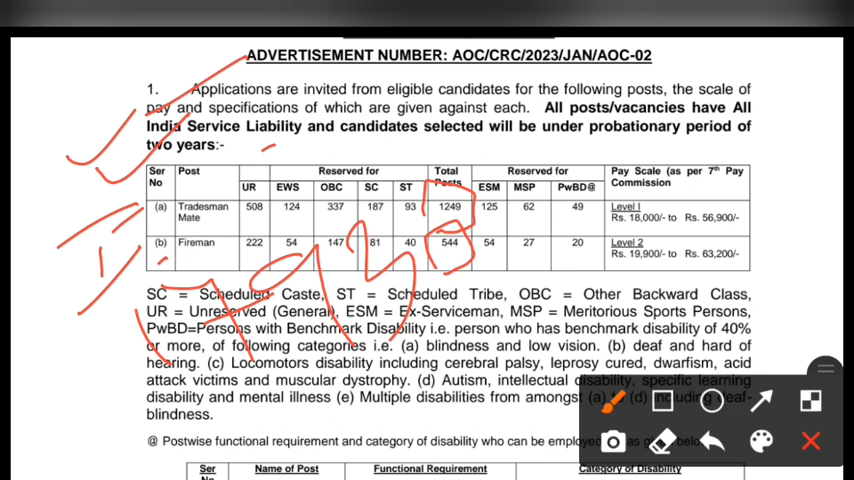 ADVERTISEMENT NUMBER: AOC/CRC/2023/JAN/AOC-02
1. Applications are invited from eligible candidates for the following posts, the scale of
pay and specifications of which are given against each. All posts/vacancies have All
India Service Liability and candidates selected will be under probationary period of
two years:-
Ser No Post Reserved for Total Posts Reserved for Pay Scale (as per 7th Pay Commission
UR EWS OBC SC ST ESM MSP PwBD@
(a) Tradesman Mate 508 124 337 187 93 1249 125 62 49 Level I Rs. 18,000/- to Rs. 56,900/-
(b) Fireman 222 54 147 81 40 544 54 27 20 Level 2 Rs. 19,900/- to Rs. 63,200/-
SC = Scheduled Caste, ST = Scheduled Tribe, OBC = Other Backward Class,
UR = Unreserved (General), ESM = Ex-Serviceman, MSP = Meritorious Sports Persons,
PwBD=Persons with Benchmark Disability i.e. person who has benchmark disability of 40%
or more, of following categories i.e. (a) blindness and low vision. (b) deaf and hard of
hearing. (c) Locomotors disability including cerebral palsy, leprosy cured, dwarfism, acid
attack victims and muscular dystrophy. (d) Autism, intellectual disability, specific learning
disability and mental illness (e) Multiple disabilities from amongst (a) to (d) including deaf-
blindness.
@ Postwise functional requirement and category of disability who can be employed as
Ser No. Name of Post Functional Requirement Category of Disability